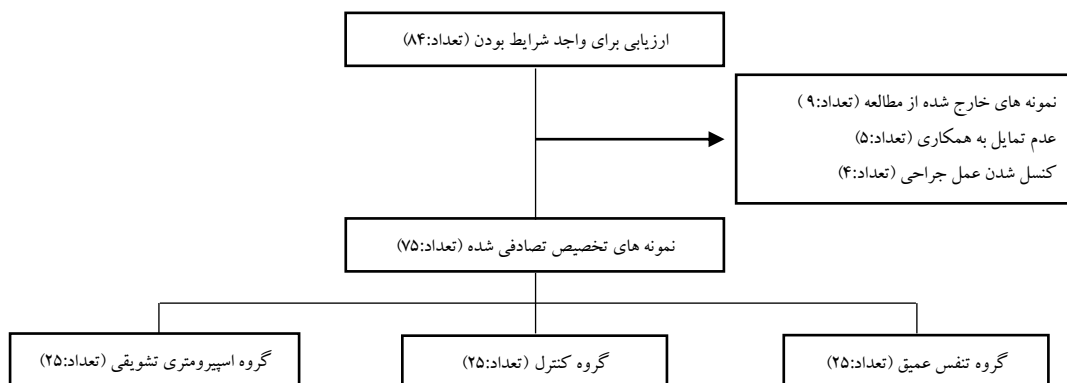 ارزیابی برای واجد شرایط بودن (تعداد:۸۴)
نمونه های خارج شده از مطالعه (تعداد:۹ )
عدم تمایل به همکاری (تعداد:۵)
کنسل شدن عمل جراحی (تعداد:۴)
نمونه های تخصیص تصادفی شده (تعداد:۷۵)
گروه تنفس عمیق (تعداد:۲۵)
گروه کنترل (تعداد:۲۵)
گروه اسپیرومتری تشویقی (تعداد:۲۵)